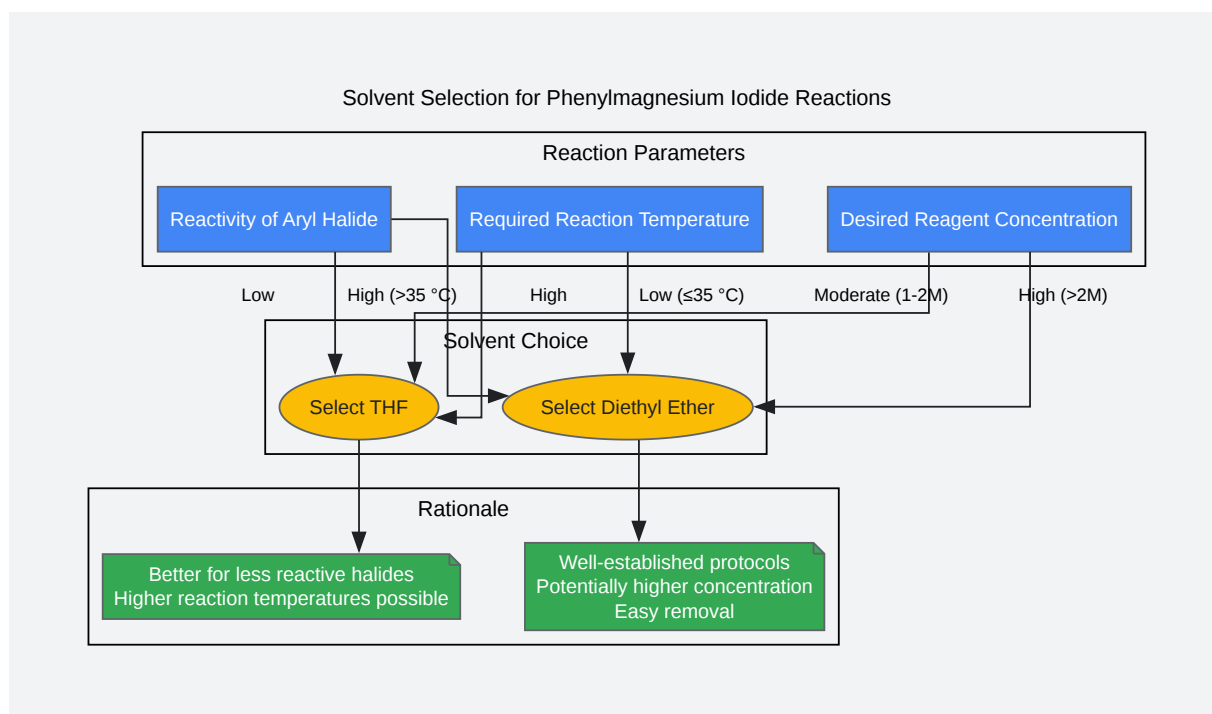 Solvent Selection for Phenylmagnesium Iodide Reactions
Reaction Parameters
Reactivity of Aryl Halide
Required Reaction Temperature
Desired Reagent Concentration
Low
High (>35 °C)
High
Low (≤35 °C)
Moderate (1-2M)
High (>2M)
Solvent Choice
Select THF
Select Diethyl Ether
Rationale
Better for less reactive halides
Higher reaction temperatures possible
Well-established protocols
Potentially higher concentration
Easy removal